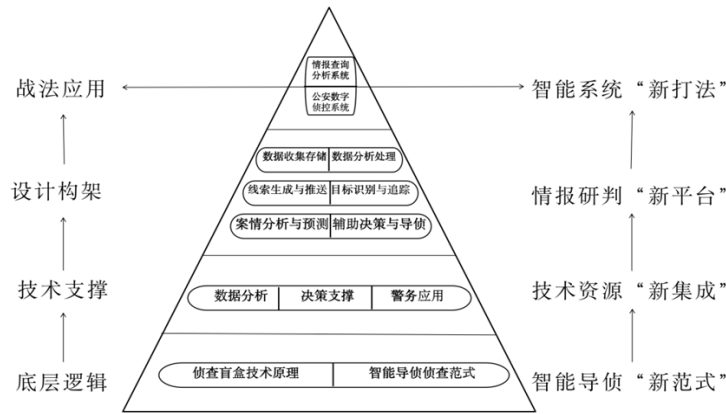 情报查询
分析系统
战法应用
智能系统“新打法”
公安数字
侦控系统
数据收集存储 数据分析处理
设计构架
线索生成与推送 目标识别与追踪
情报研判“新平台”
案情分析与预测 辅助决策与导侦
技术支撑
数据分析 决策支撑 警务应用
技术资源“新集成”
底层逻辑
侦查盲盒技术原理 智能导侦侦查范式
智能导侦“新范式”